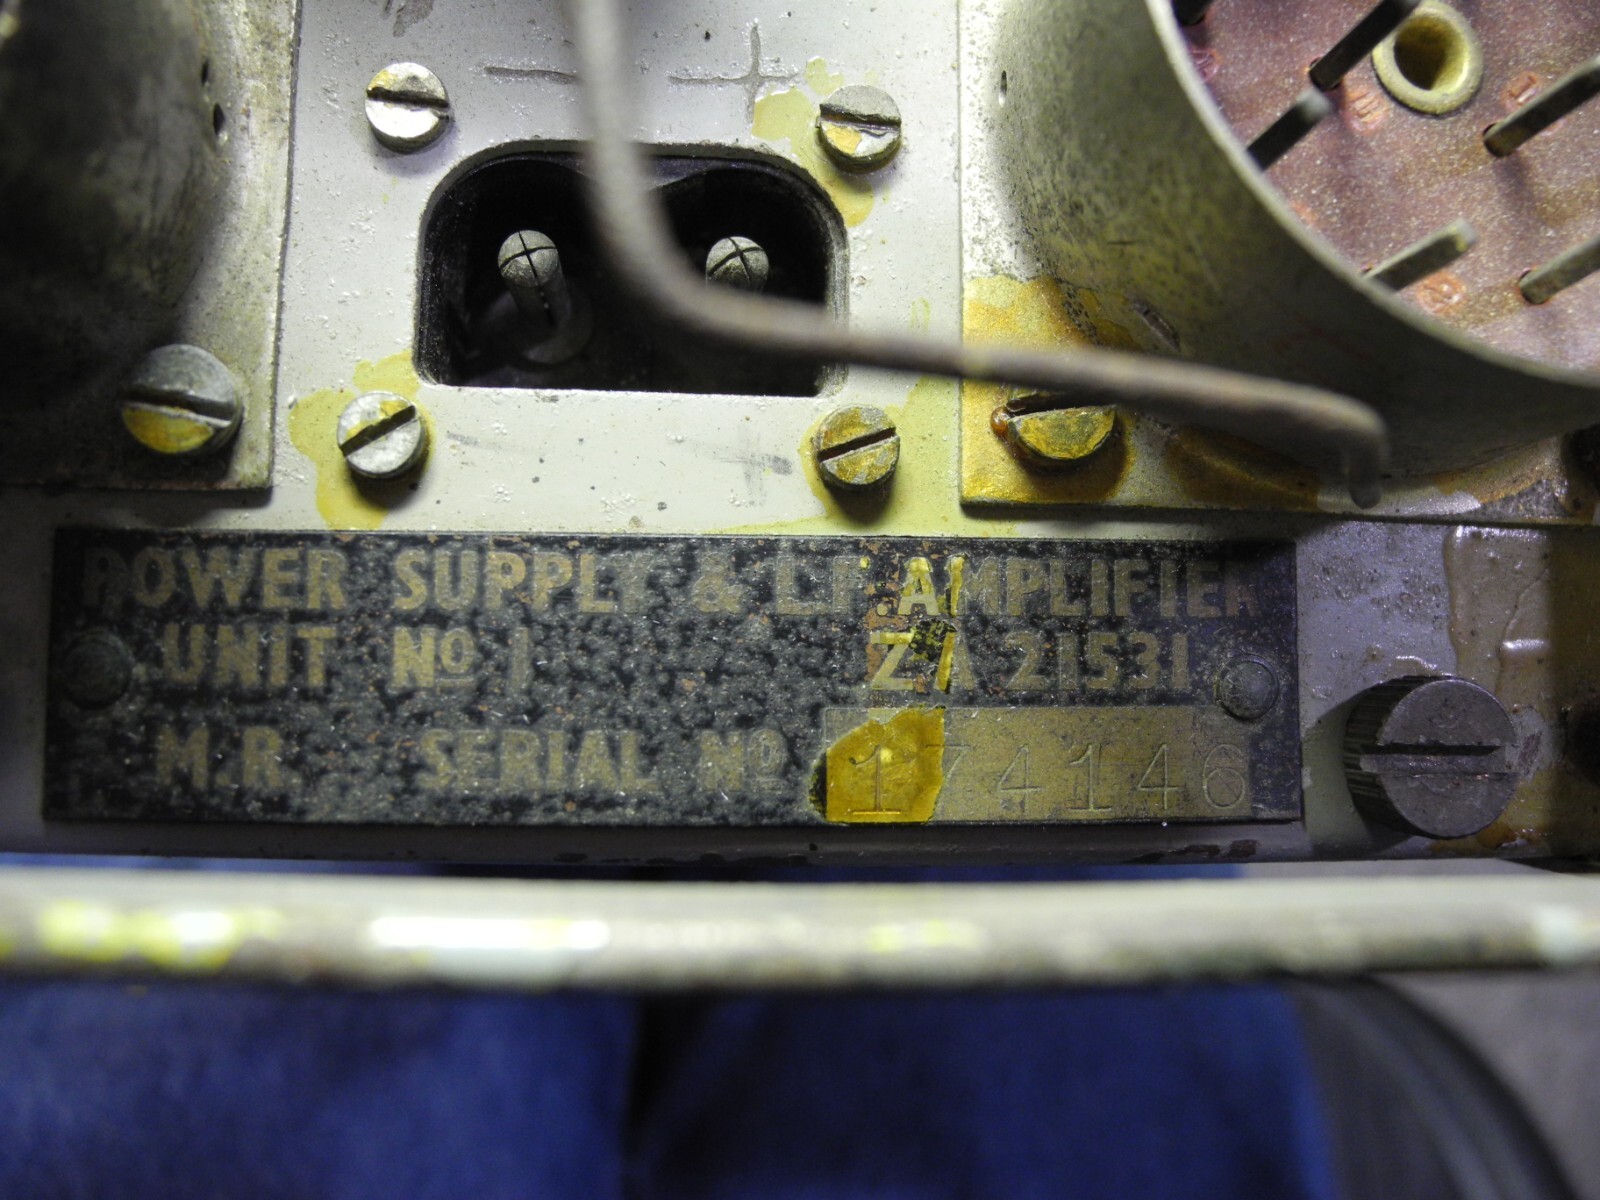 − +
POWER SUPPLY & L.F. AMPLIFIER
UNIT Nº 1 ZA 21531
M.R. SERIAL Nº 174146